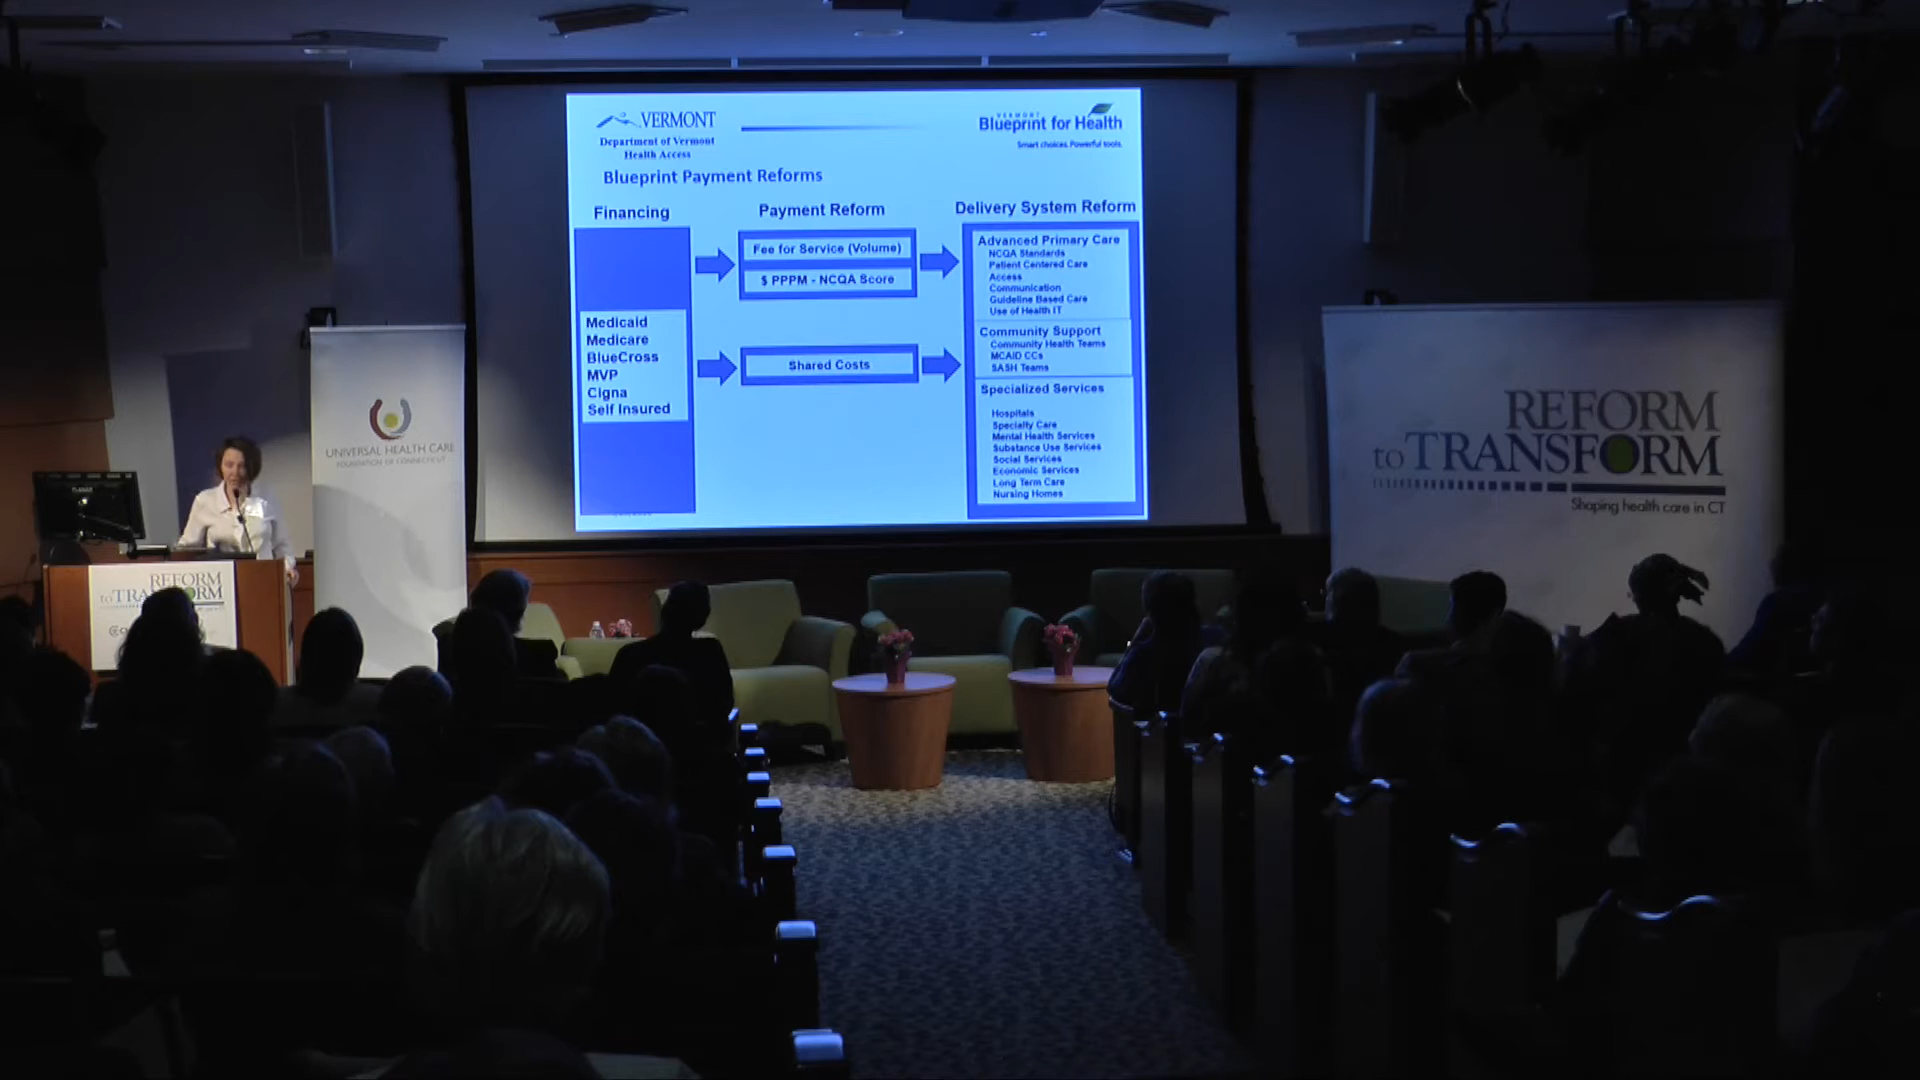 VERMONT
Department of Vermont
Health Access
VERMONT
Blueprint for Health
Smart choices. Powerful tools.
Blueprint Payment Reforms
Financing
Payment Reform
Delivery System Reform
Medicaid
Medicare
BlueCross
MVP
Cigna
Self Insured
Fee for Service (Volume)
$ PPPM - NCQA Score
Shared Costs
Advanced Primary Care
NCQA Standards
Patient Centered Care
Access
Communication
Guideline Based Care
Use of Health IT
Community Support
Community Health Teams
MCAID CCs
SASH Teams
Specialized Services
Hospitals
Specialty Care
Mental Health Services
Substance Use Services
Social Services
Economic Services
Long Term Care
Nursing Homes
UNIVERSAL HEALTH CARE
FOUNDATION OF CONNECTICUT
REFORM
to TRANSFORM
Shaping health care in CT
REFORM
to TRANSFORM